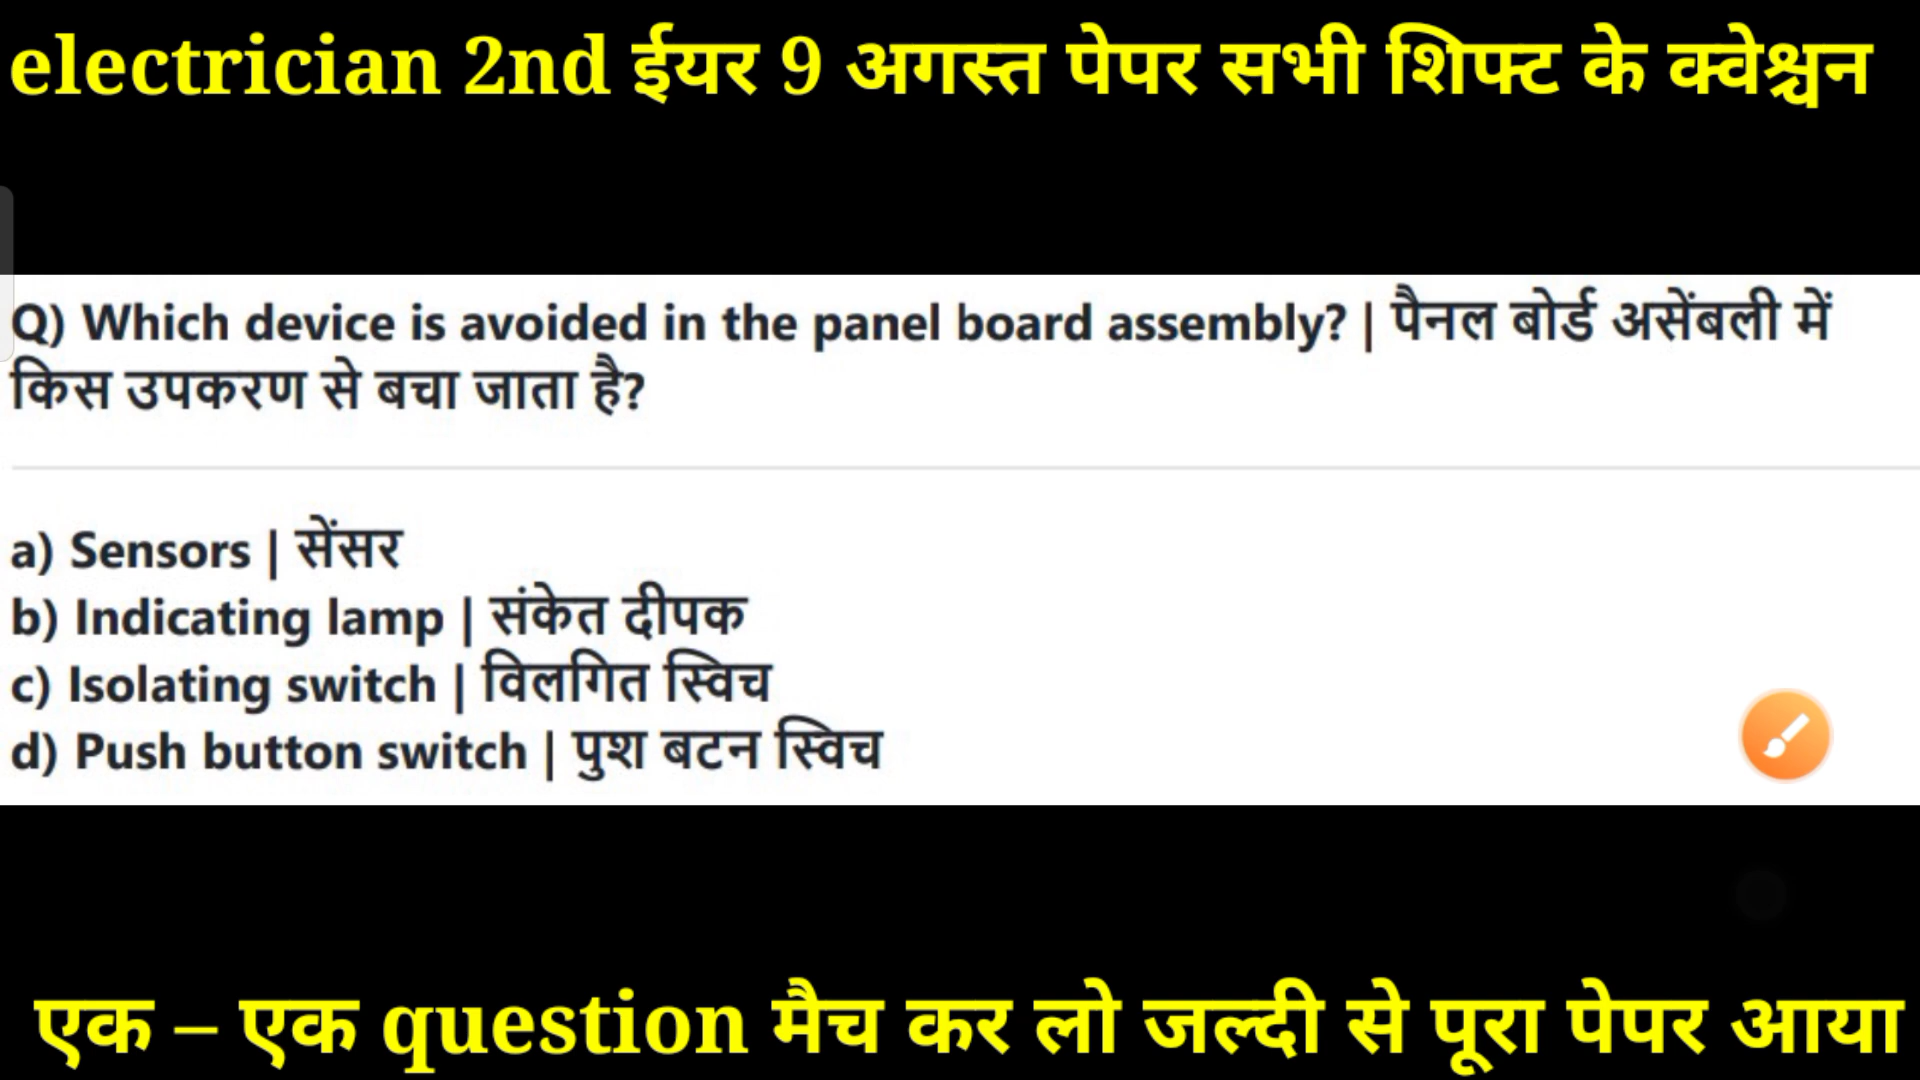 electrician 2nd ईयर 9 अगस्त पेपर सभी शिफ्ट के क्वेश्चन
Q) Which device is avoided in the panel board assembly? | पैनल बोर्ड असेंबली में
किस उपकरण से बचा जाता है?
a) Sensors | सेंसर
b) Indicating lamp | संकेत दीपक
c) Isolating switch | विलगित स्विच
d) Push button switch | पुश बटन स्विच
एक – एक question मैच कर लो जल्दी से पूरा पेपर आया